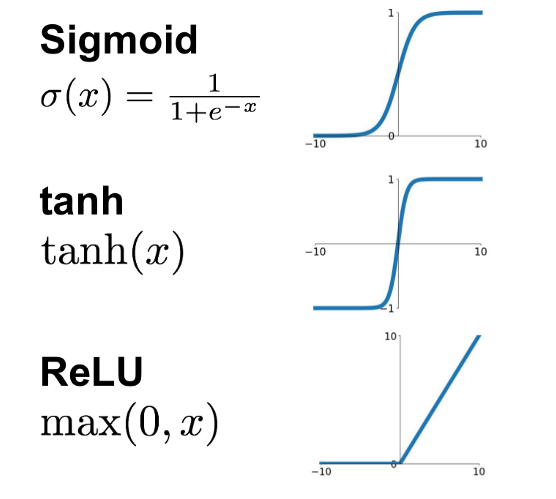 Sigmoid
σ(x) = 1/(1+e^{-x})
1
0
−10
10
tanh
tanh(x)
1
−10
10
−1
ReLU
max(0, x)
10
0
−10
10